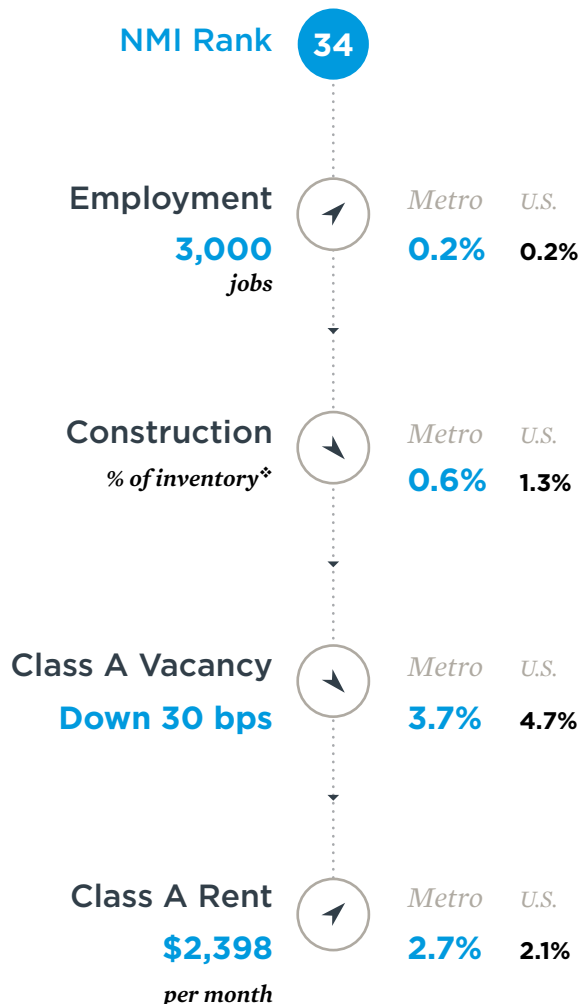 NMI Rank 34
Employment Metro U.S.
3,000 0.2% 0.2%
jobs
Construction Metro U.S.
% of inventory❖ 0.6% 1.3%
Class A Vacancy Metro U.S.
Down 30 bps 3.7% 4.7%
Class A Rent Metro U.S.
$2,398 2.7% 2.1%
per month